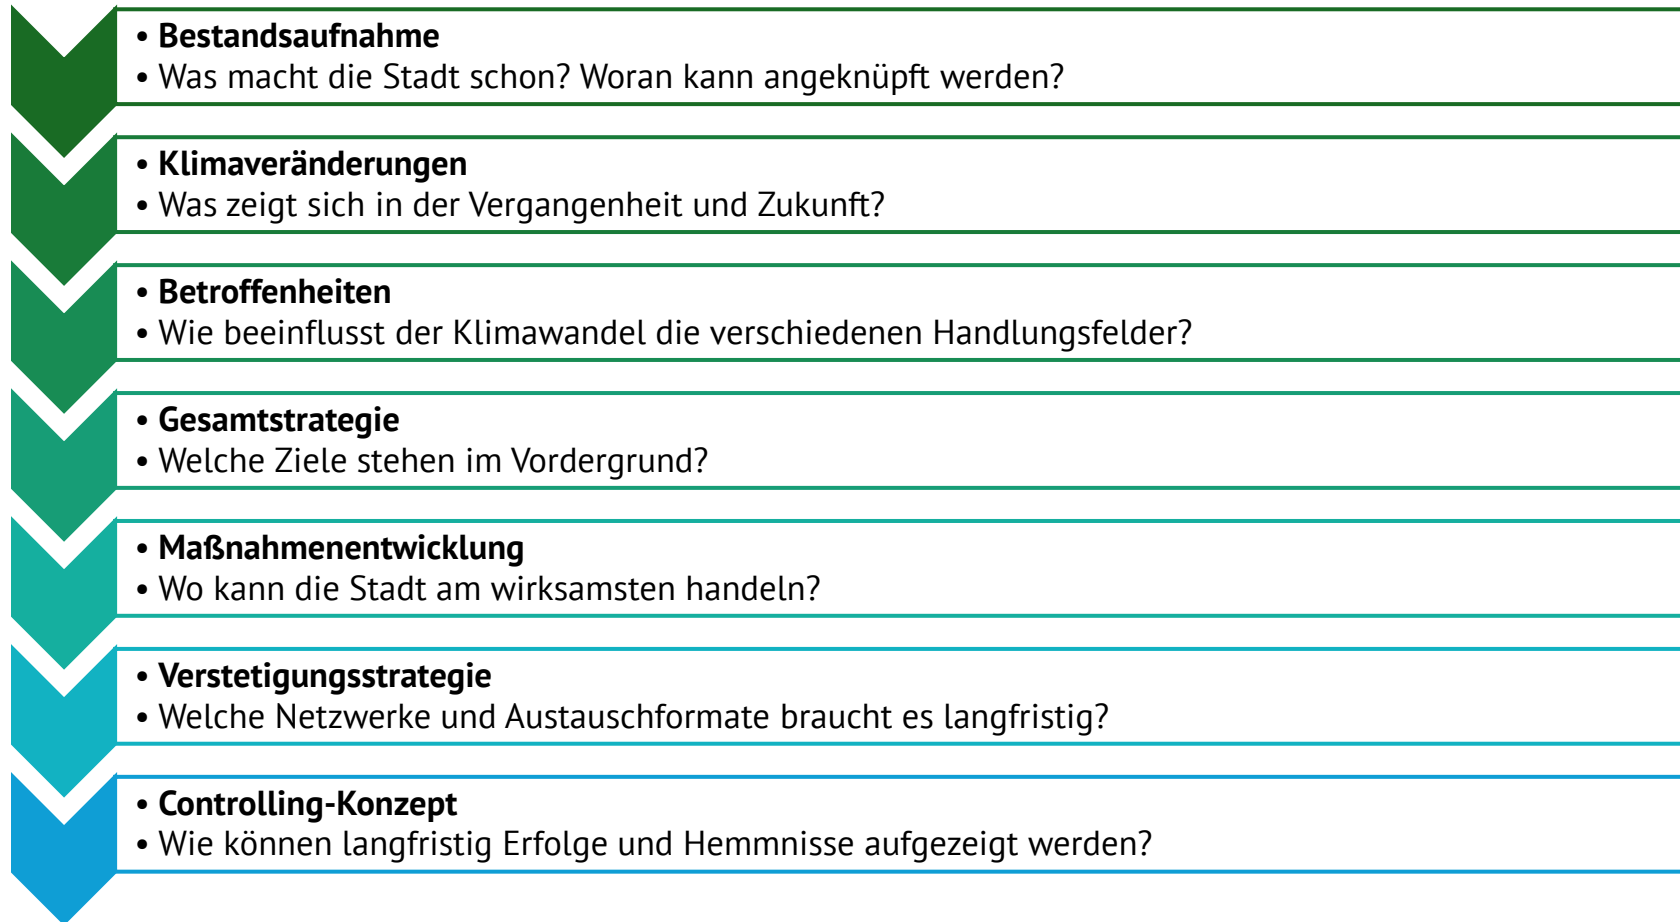 • Bestandsaufnahme
• Was macht die Stadt schon? Woran kann angeknüpft werden?
• Klimaveränderungen
• Was zeigt sich in der Vergangenheit und Zukunft?
• Betroffenheiten
• Wie beeinflusst der Klimawandel die verschiedenen Handlungsfelder?
• Gesamtstrategie
• Welche Ziele stehen im Vordergrund?
• Maßnahmenentwicklung
• Wo kann die Stadt am wirksamsten handeln?
• Verstetigungsstrategie
• Welche Netzwerke und Austauschformate braucht es langfristig?
• Controlling-Konzept
• Wie können langfristig Erfolge und Hemmnisse aufgezeigt werden?